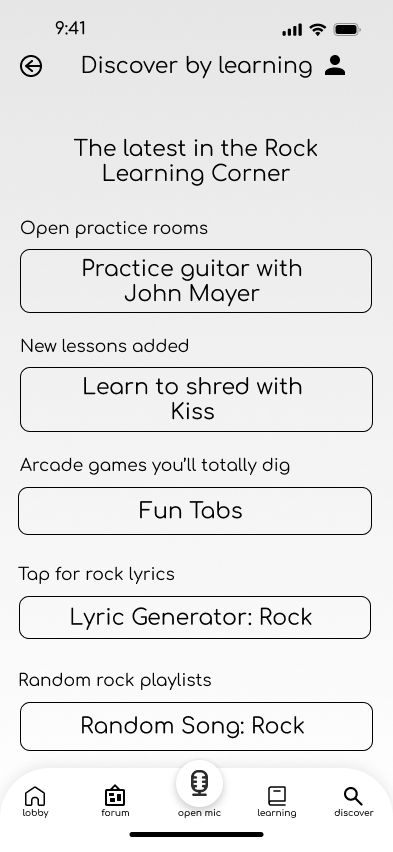 9:41
Discover by learning
The latest in the Rock
Learning Corner
Open practice rooms
Practice guitar with
John Mayer
New lessons added
Learn to shred with
Kiss
Arcade games you’ll totally dig
Fun Tabs
Tap for rock lyrics
Lyric Generator: Rock
Random rock playlists
Random Song: Rock
lobby
forum
open mic
learning
discover